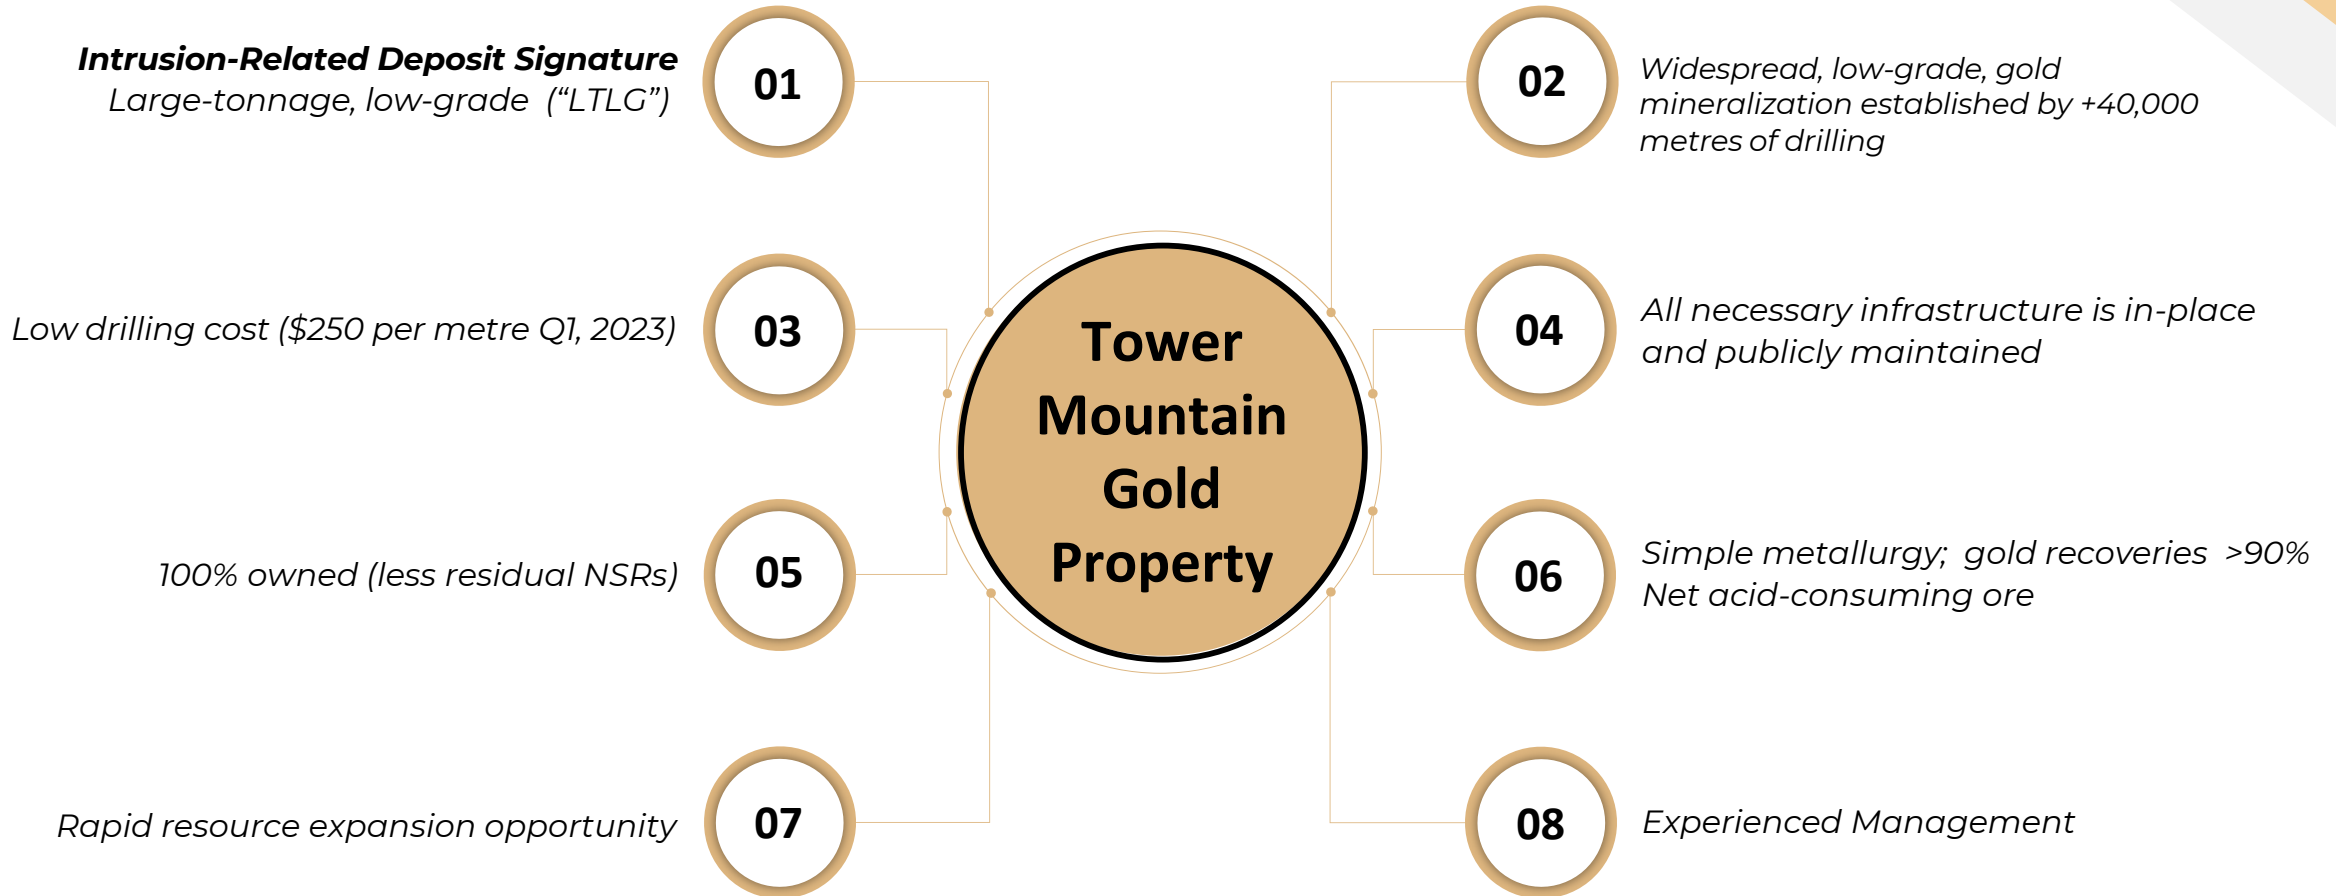 Intrusion-Related Deposit Signature
Large-tonnage, low-grade (“LTLG”)
01
02
Widespread, low-grade, gold
mineralization established by +40,000
metres of drilling
Low drilling cost ($250 per metre Q1, 2023)
03
04
All necessary infrastructure is in-place
and publicly maintained
Tower
Mountain
Gold
Property
100% owned (less residual NSRs)
05
06
Simple metallurgy; gold recoveries >90%
Net acid-consuming ore
Rapid resource expansion opportunity
07
08
Experienced Management